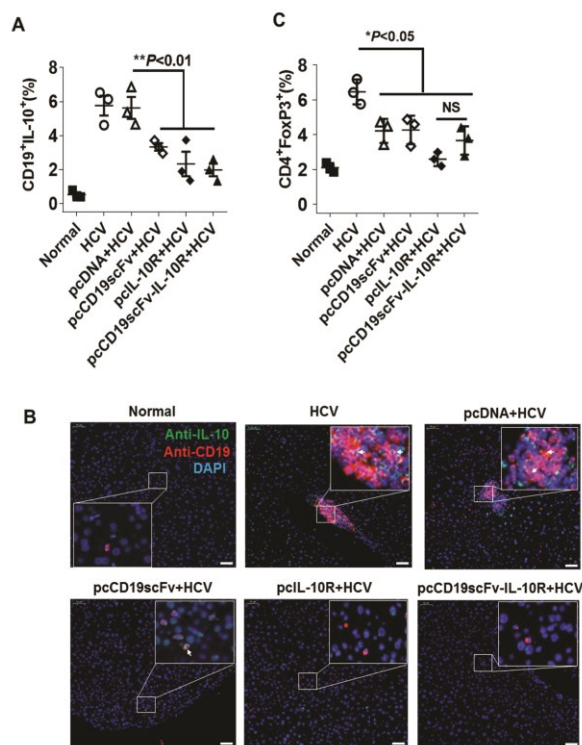 A
**P<0.01
CD19+IL-10+(%)
8
6
4
2
0
Normal
HCV
pcDNA+HCV
pcCD19scFv+HCV
pcIL-10R+HCV
pcCD19scFv-IL-10R+HCV
C
*P<0.05
NS
CD4+FoxP3+(%)
8
6
4
2
0
Normal
HCV
pcDNA+HCV
pcCD19scFv+HCV
pcIL-10R+HCV
pcCD19scFv-IL-10R+HCV
B
Normal
HCV
pcDNA+HCV
Anti-IL-10
Anti-CD19
DAPI
pcCD19scFv+HCV
pcIL-10R+HCV
pcCD19scFv-IL-10R+HCV